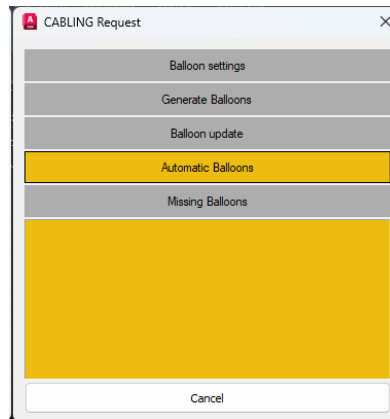 CABLING Request
Balloon settings
Generate Balloons
Balloon update
Automatic Balloons
Missing Balloons
Cancel